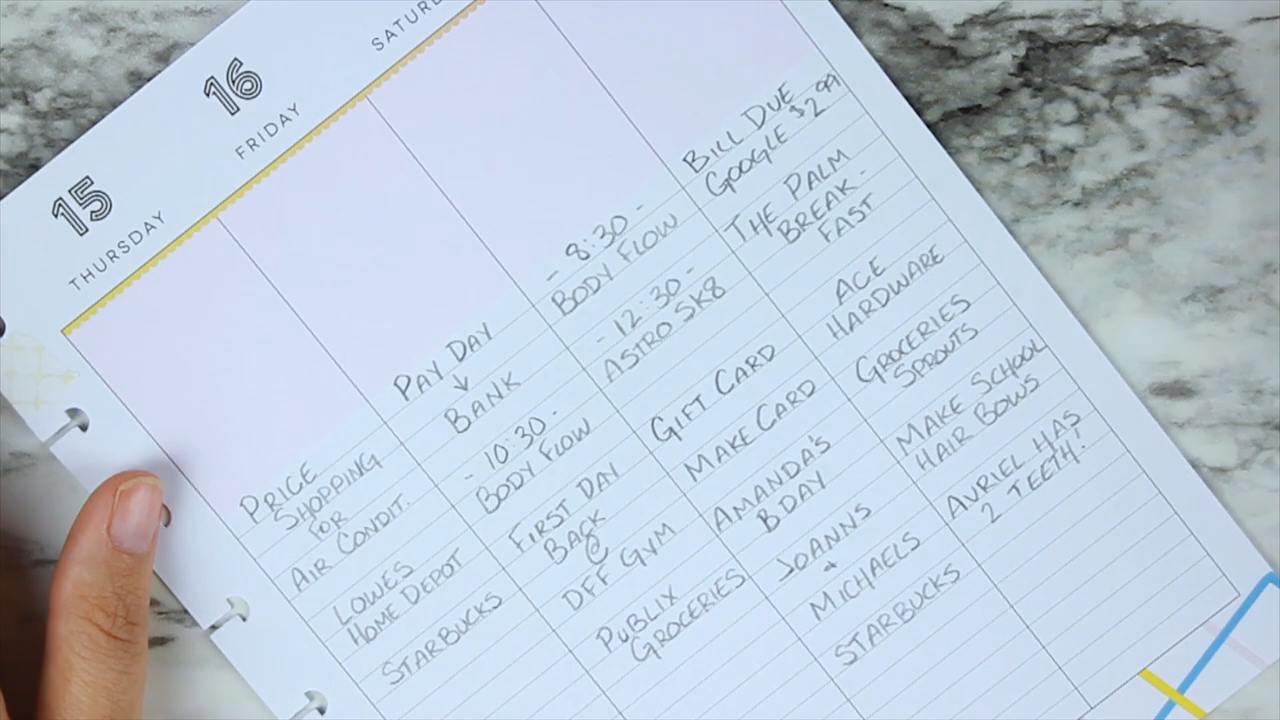 15
THURSDAY
16
FRIDAY
SATURD
PRICE
SHOPPING
FOR
AIR CONDIT.
LOWES
HOME DEPOT
STARBUCKS
PAY DAY
↓
BANK
- 10:30 -
BODY FLOW
FIRST DAY
BACK
@
DFF GYM
PUBLIX
GROCERIES
- 8:30 -
BODY FLOW
- 12:30 -
ASTRO SK8
GIFT CARD
MAKE CARD
AMANDA'S
BDAY
JOANNS
+
MICHAELS
STARBUCKS
BILL DUE
GOOGLE $2.99
THE PALM
BREAK-
FAST
ACE
HARDWARE
GROCERIES
SPROUTS
MAKE SCHOOL
HAIR BOWS
AVRIEL HAS
2 TEETH!